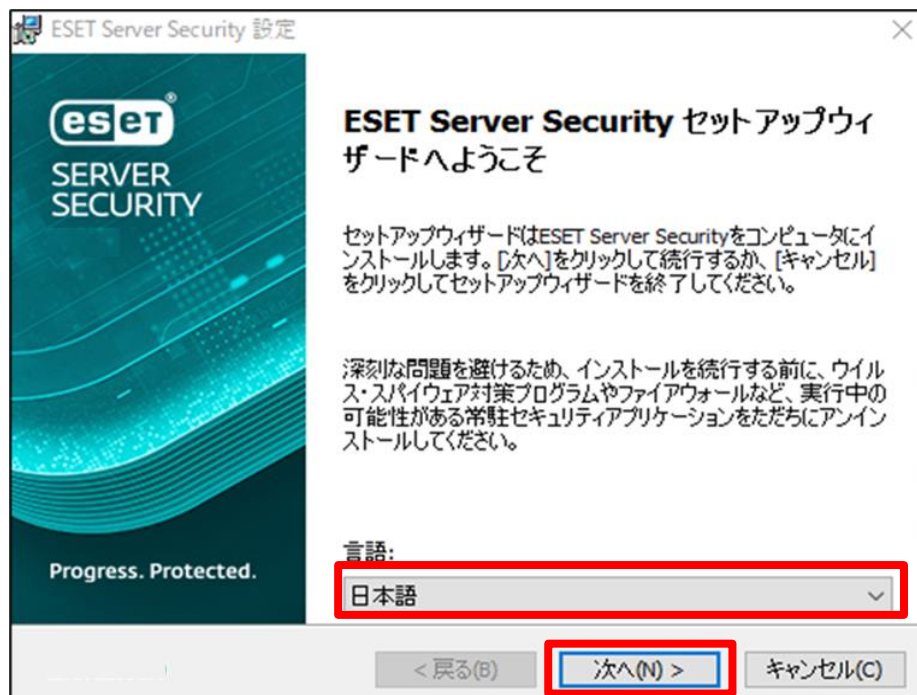 ESET Server Security 設定
eset®
SERVER
SECURITY
ESET Server Security セットアップウィ
ザードへようこそ
セットアップウィザードはESET Server Securityをコンピュータにイ
ンストールします。[次へ]をクリックして続行するか、[キャンセル]
をクリックしてセットアップウィザードを終了してください。
深刻な問題を避けるため、インストールを続行する前に、ウイル
ス・スパイウェア対策プログラムやファイアウォールなど、実行中の
可能性がある常駐セキュリティアプリケーションをただちにアンイン
ストールしてください。
言語:
Progress. Protected.
日本語
< 戻る(B)
次へ(N) >
キャンセル(C)